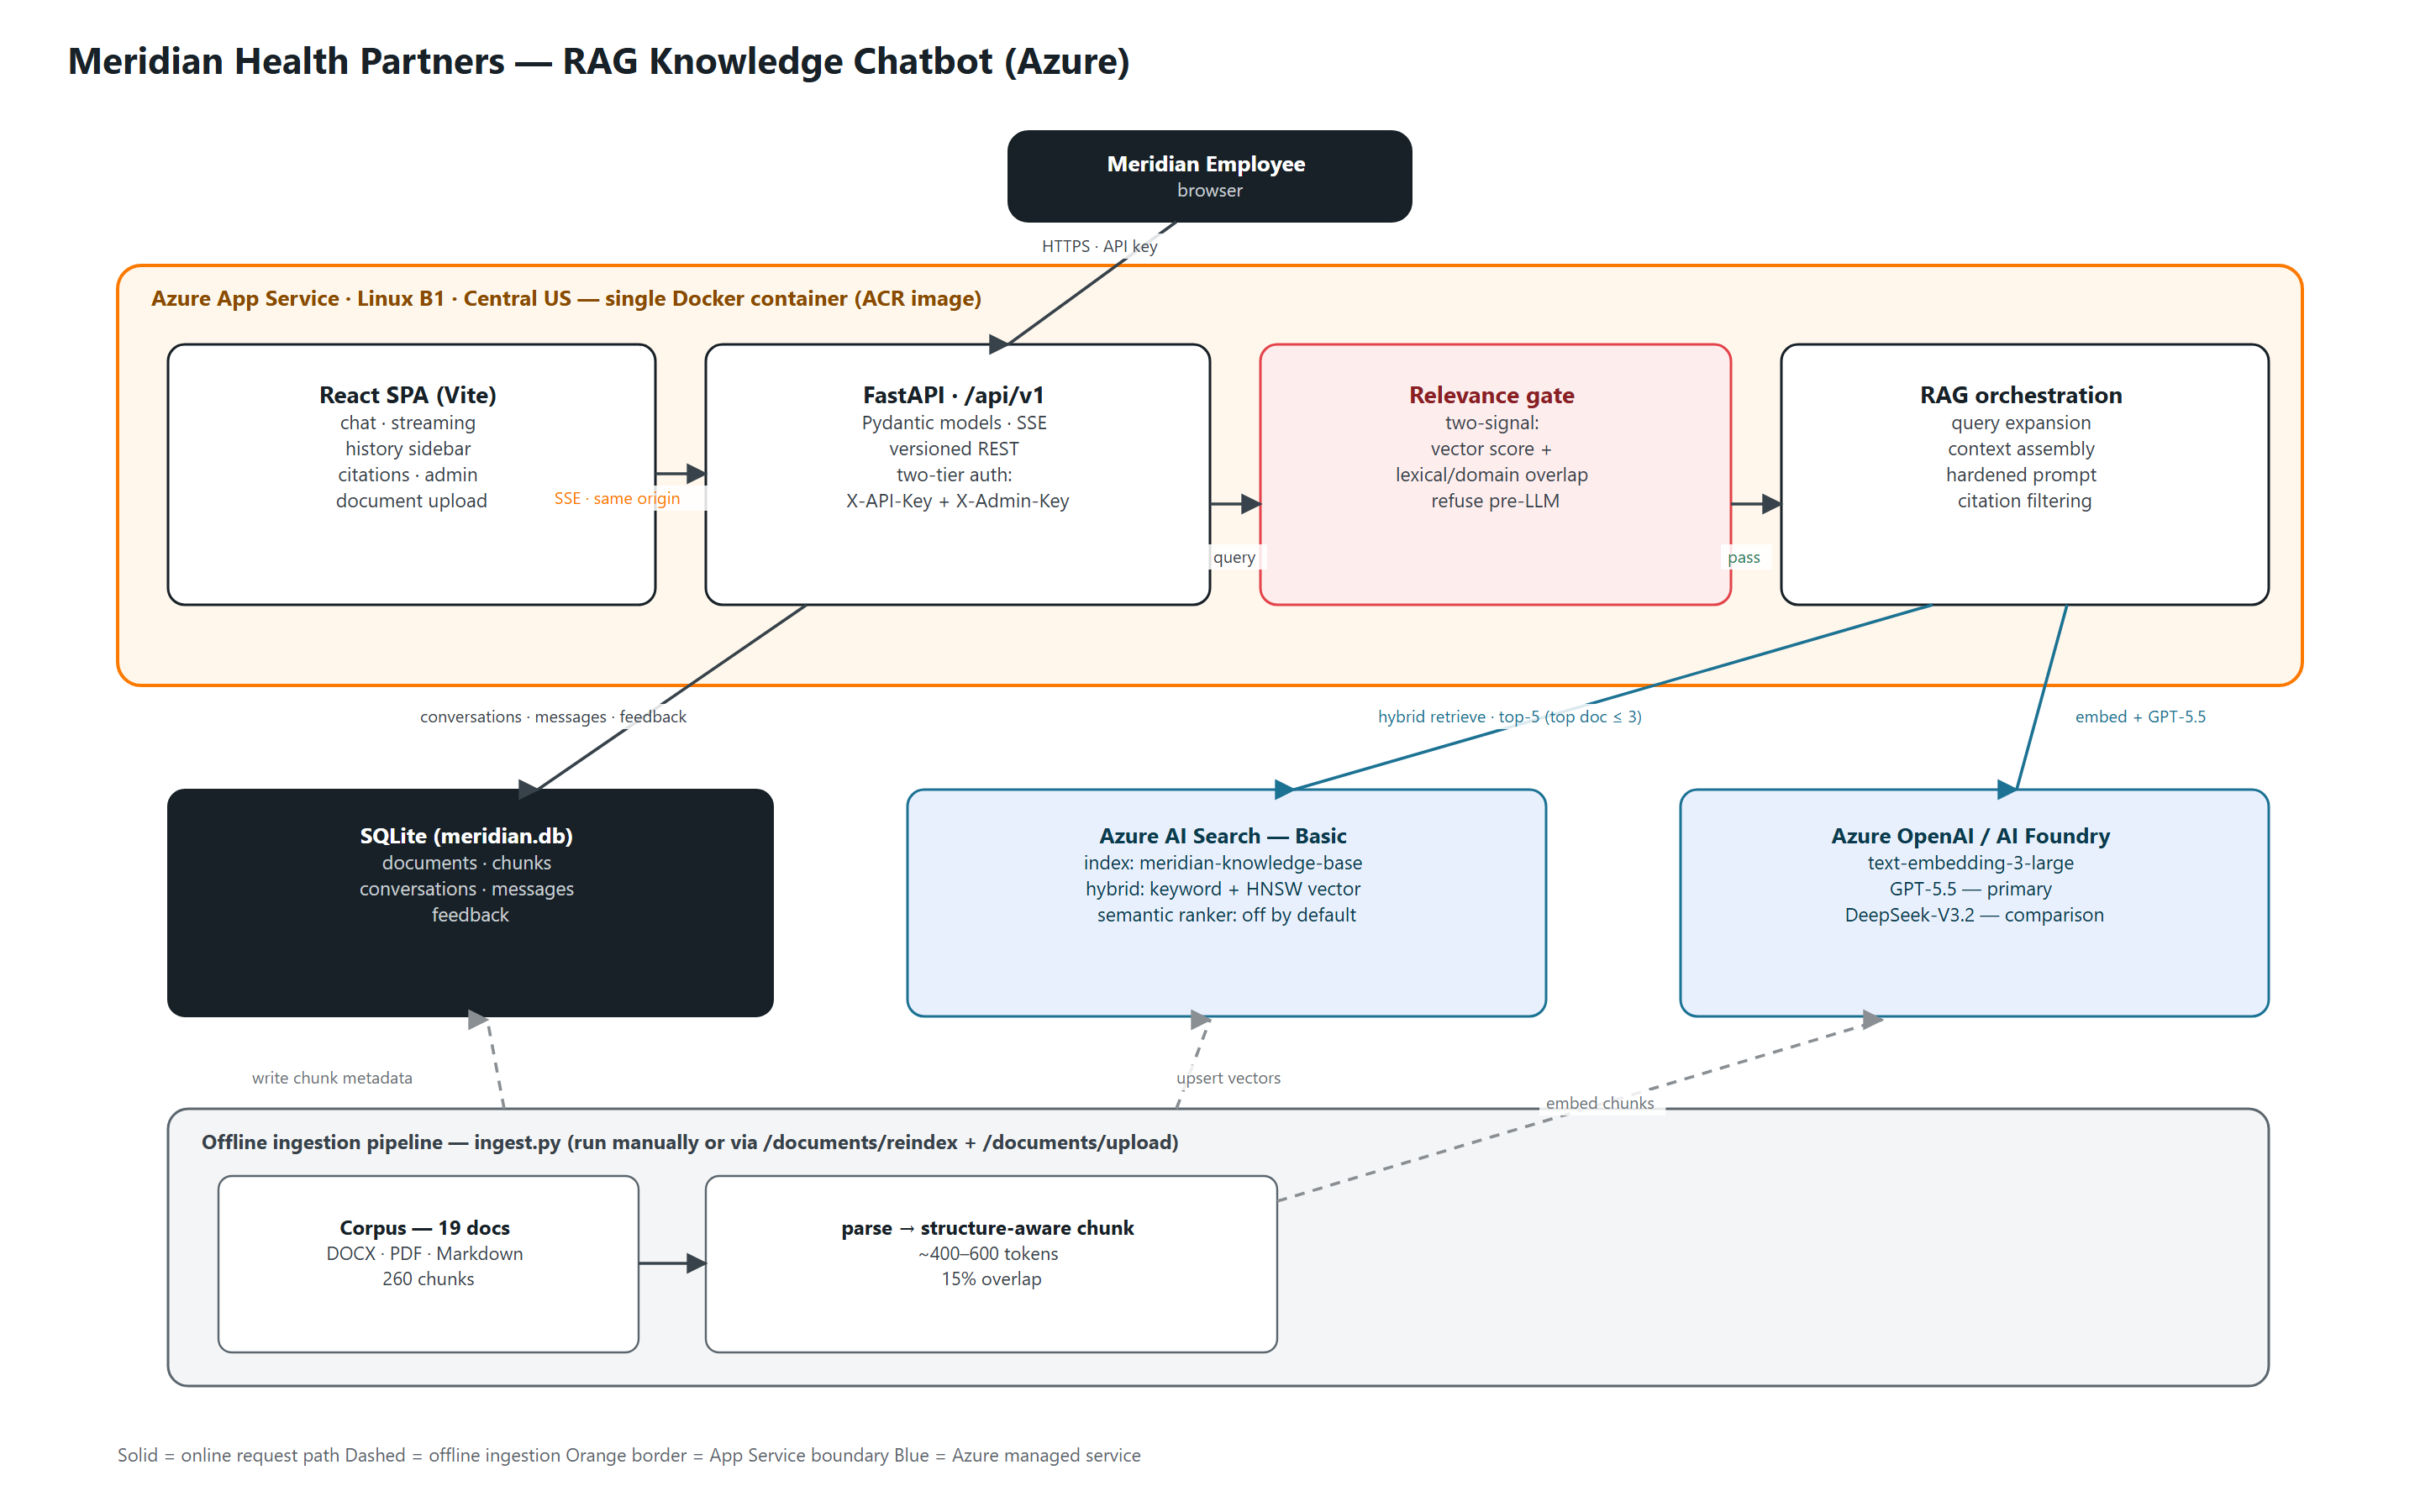 Meridian Health Partners — RAG Knowledge Chatbot (Azure)
Meridian Employee
browser
HTTPS · API key
Azure App Service · Linux B1 · Central US — single Docker container (ACR image)
React SPA (Vite)
chat · streaming
history sidebar
citations · admin
document upload
SSE · same origin
FastAPI · /api/v1
Pydantic models · SSE
versioned REST
two-tier auth:
X-API-Key + X-Admin-Key
query
Relevance gate
two-signal:
vector score +
lexical/domain overlap
refuse pre-LLM
pass
RAG orchestration
query expansion
context assembly
hardened prompt
citation filtering
conversations · messages · feedback
hybrid retrieve · top-5 (top doc ≤ 3)
embed + GPT-5.5
SQLite (meridian.db)
documents · chunks
conversations · messages
feedback
Azure AI Search — Basic
index: meridian-knowledge-base
hybrid: keyword + HNSW vector
semantic ranker: off by default
Azure OpenAI / AI Foundry
text-embedding-3-large
GPT-5.5 — primary
DeepSeek-V3.2 — comparison
write chunk metadata
upsert vectors
embed chunks
Offline ingestion pipeline — ingest.py (run manually or via /documents/reindex + /documents/upload)
Corpus — 19 docs
DOCX · PDF · Markdown
260 chunks
parse → structure-aware chunk
~400–600 tokens
15% overlap
Solid = online request path Dashed = offline ingestion Orange border = App Service boundary Blue = Azure managed service